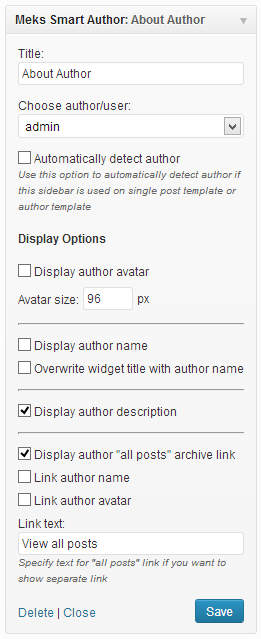 Meks Smart Author: About Author
Title:
About Author
Choose author/user:
admin
Automatically detect author
Use this option to automatically detect author if
this sidebar is used on single post template or
author template
Display Options
Display author avatar
Avatar size: 96 px
Display author name
Overwrite widget title with author name
Display author description
Display author "all posts" archive link
Link author name
Link author avatar
Link text:
View all posts
Specify text for "all posts" link if you want to
show separate link
Delete | Close Save